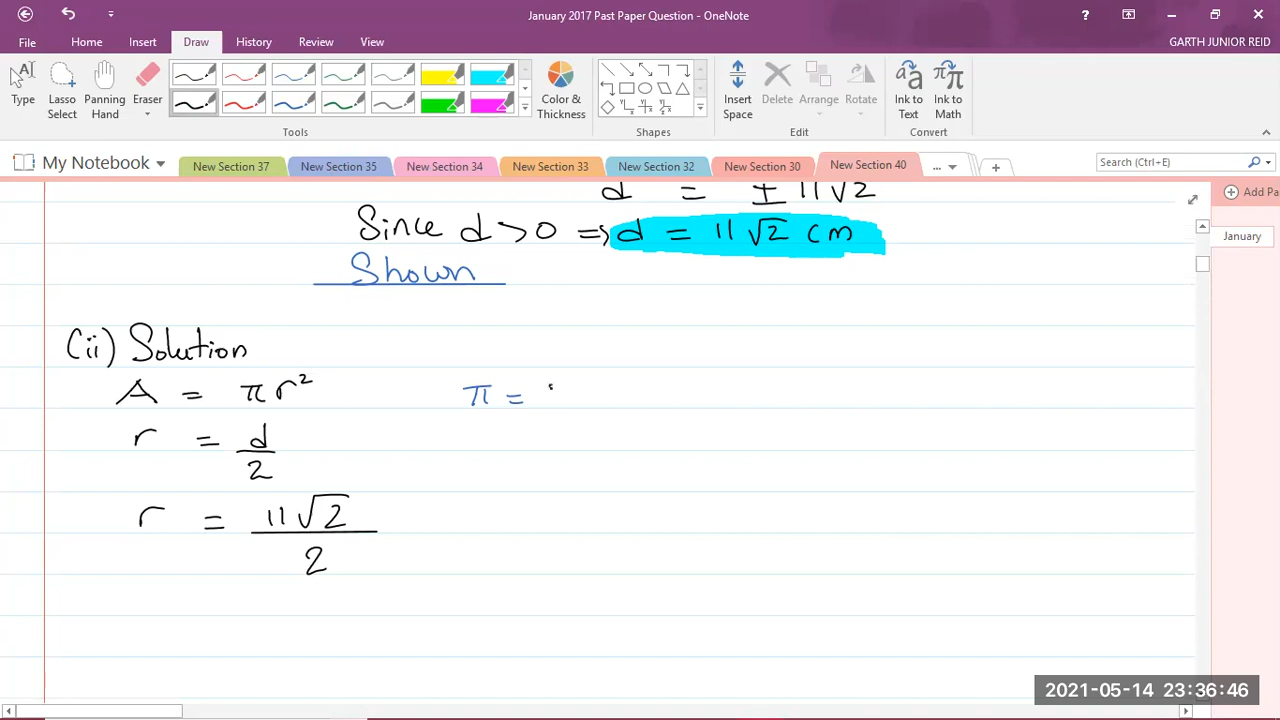 January 2017 Past Paper Question - OneNote
File Home Insert Draw History Review View GARTH JUNIOR REID
Type Lasso Select Panning Hand Eraser Color & Thickness Insert Space Delete Arrange Rotate Ink to Text Ink to Math
Tools Shapes Edit Convert
My Notebook New Section 37 New Section 35 New Section 34 New Section 33 New Section 32 New Section 30 New Section 40 ... + Search (Ctrl+E)
Add Pa
January
d = ± 11√2
Since d > 0 ⇒ d = 11√2 cm
Shown
(ii) Solution
A = πr² π =
r = d/2
r = 11√2/2
2021-05-14 23:36:46